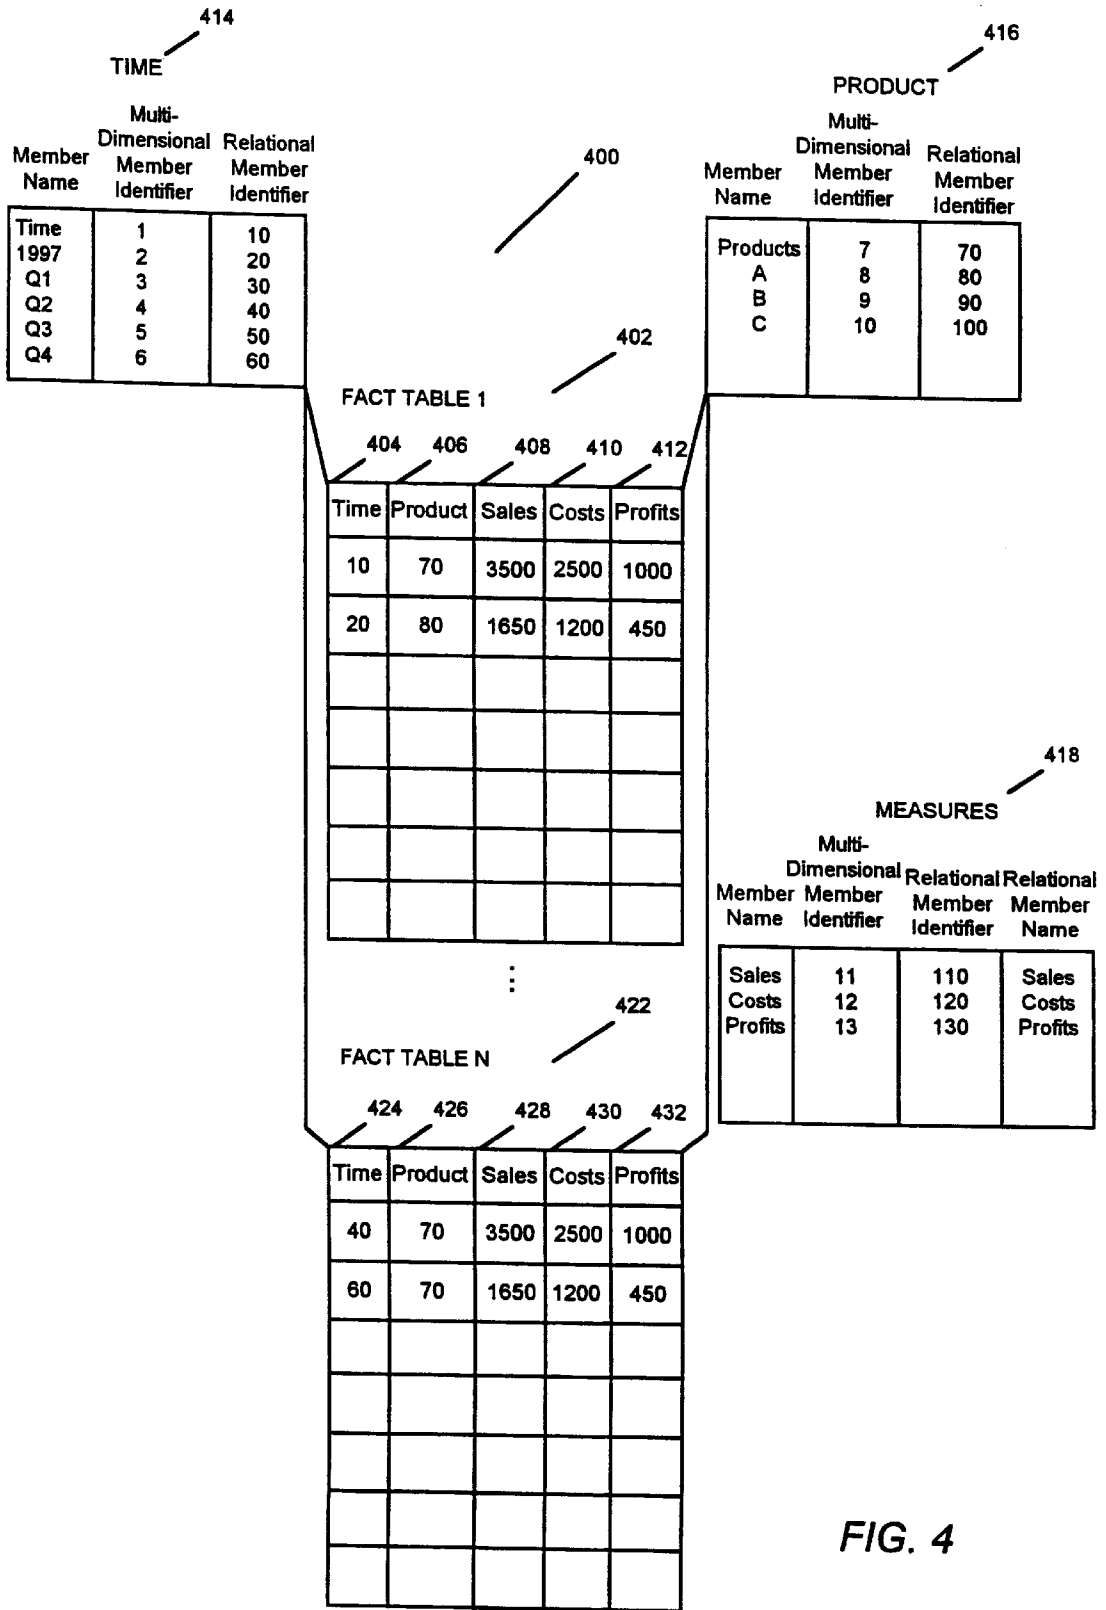 414
TIME
Multi-
Dimensional Relational
Member Member Member
Name Identifier Identifier
Time 1 10
1997 2 20
Q1 3 30
Q2 4 40
Q3 5 50
Q4 6 60
416
PRODUCT
Multi-
Dimensional Relational
Member Member Member
Name Identifier Identifier
Products 7 70
A 8 80
B 9 90
C 10 100
400
402
FACT TABLE 1
404 406 408 410 412
Time Product Sales Costs Profits
10 70 3500 2500 1000
20 80 1650 1200 450
418
MEASURES
Multi-
Dimensional Relational Relational
Member Member Member Member
Name Identifier Identifier Name
Sales 11 110 Sales
Costs 12 120 Costs
Profits 13 130 Profits
422
FACT TABLE N
424 426 428 430 432
Time Product Sales Costs Profits
40 70 3500 2500 1000
60 70 1650 1200 450
FIG. 4